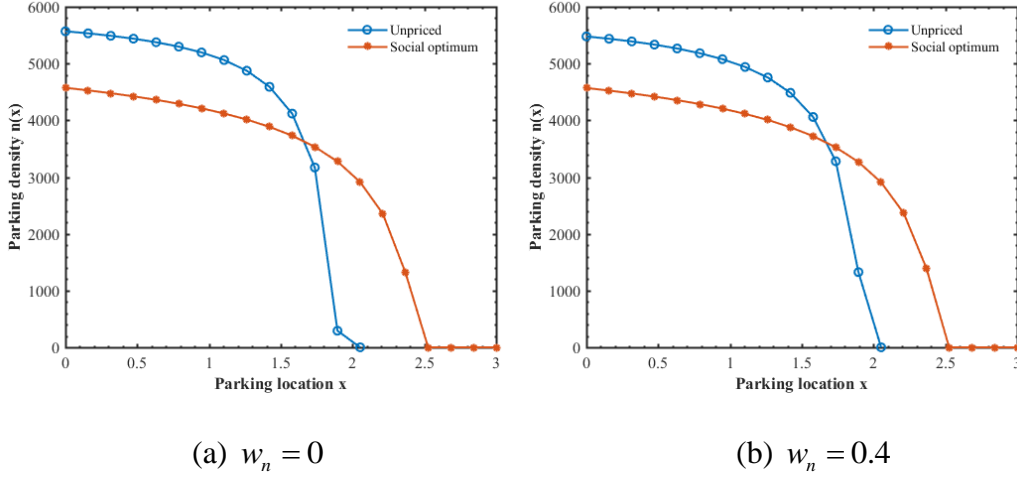 6000
5000
4000
3000
2000
1000
0
Parking density n(x)
Unpriced
Social optimum
0 0.5 1 1.5 2 2.5 3
Parking location x
(a) wₙ = 0
6000
5000
4000
3000
2000
1000
0
Parking density n(x)
Unpriced
Social optimum
0 0.5 1 1.5 2 2.5 3
Parking location x
(b) wₙ = 0.4